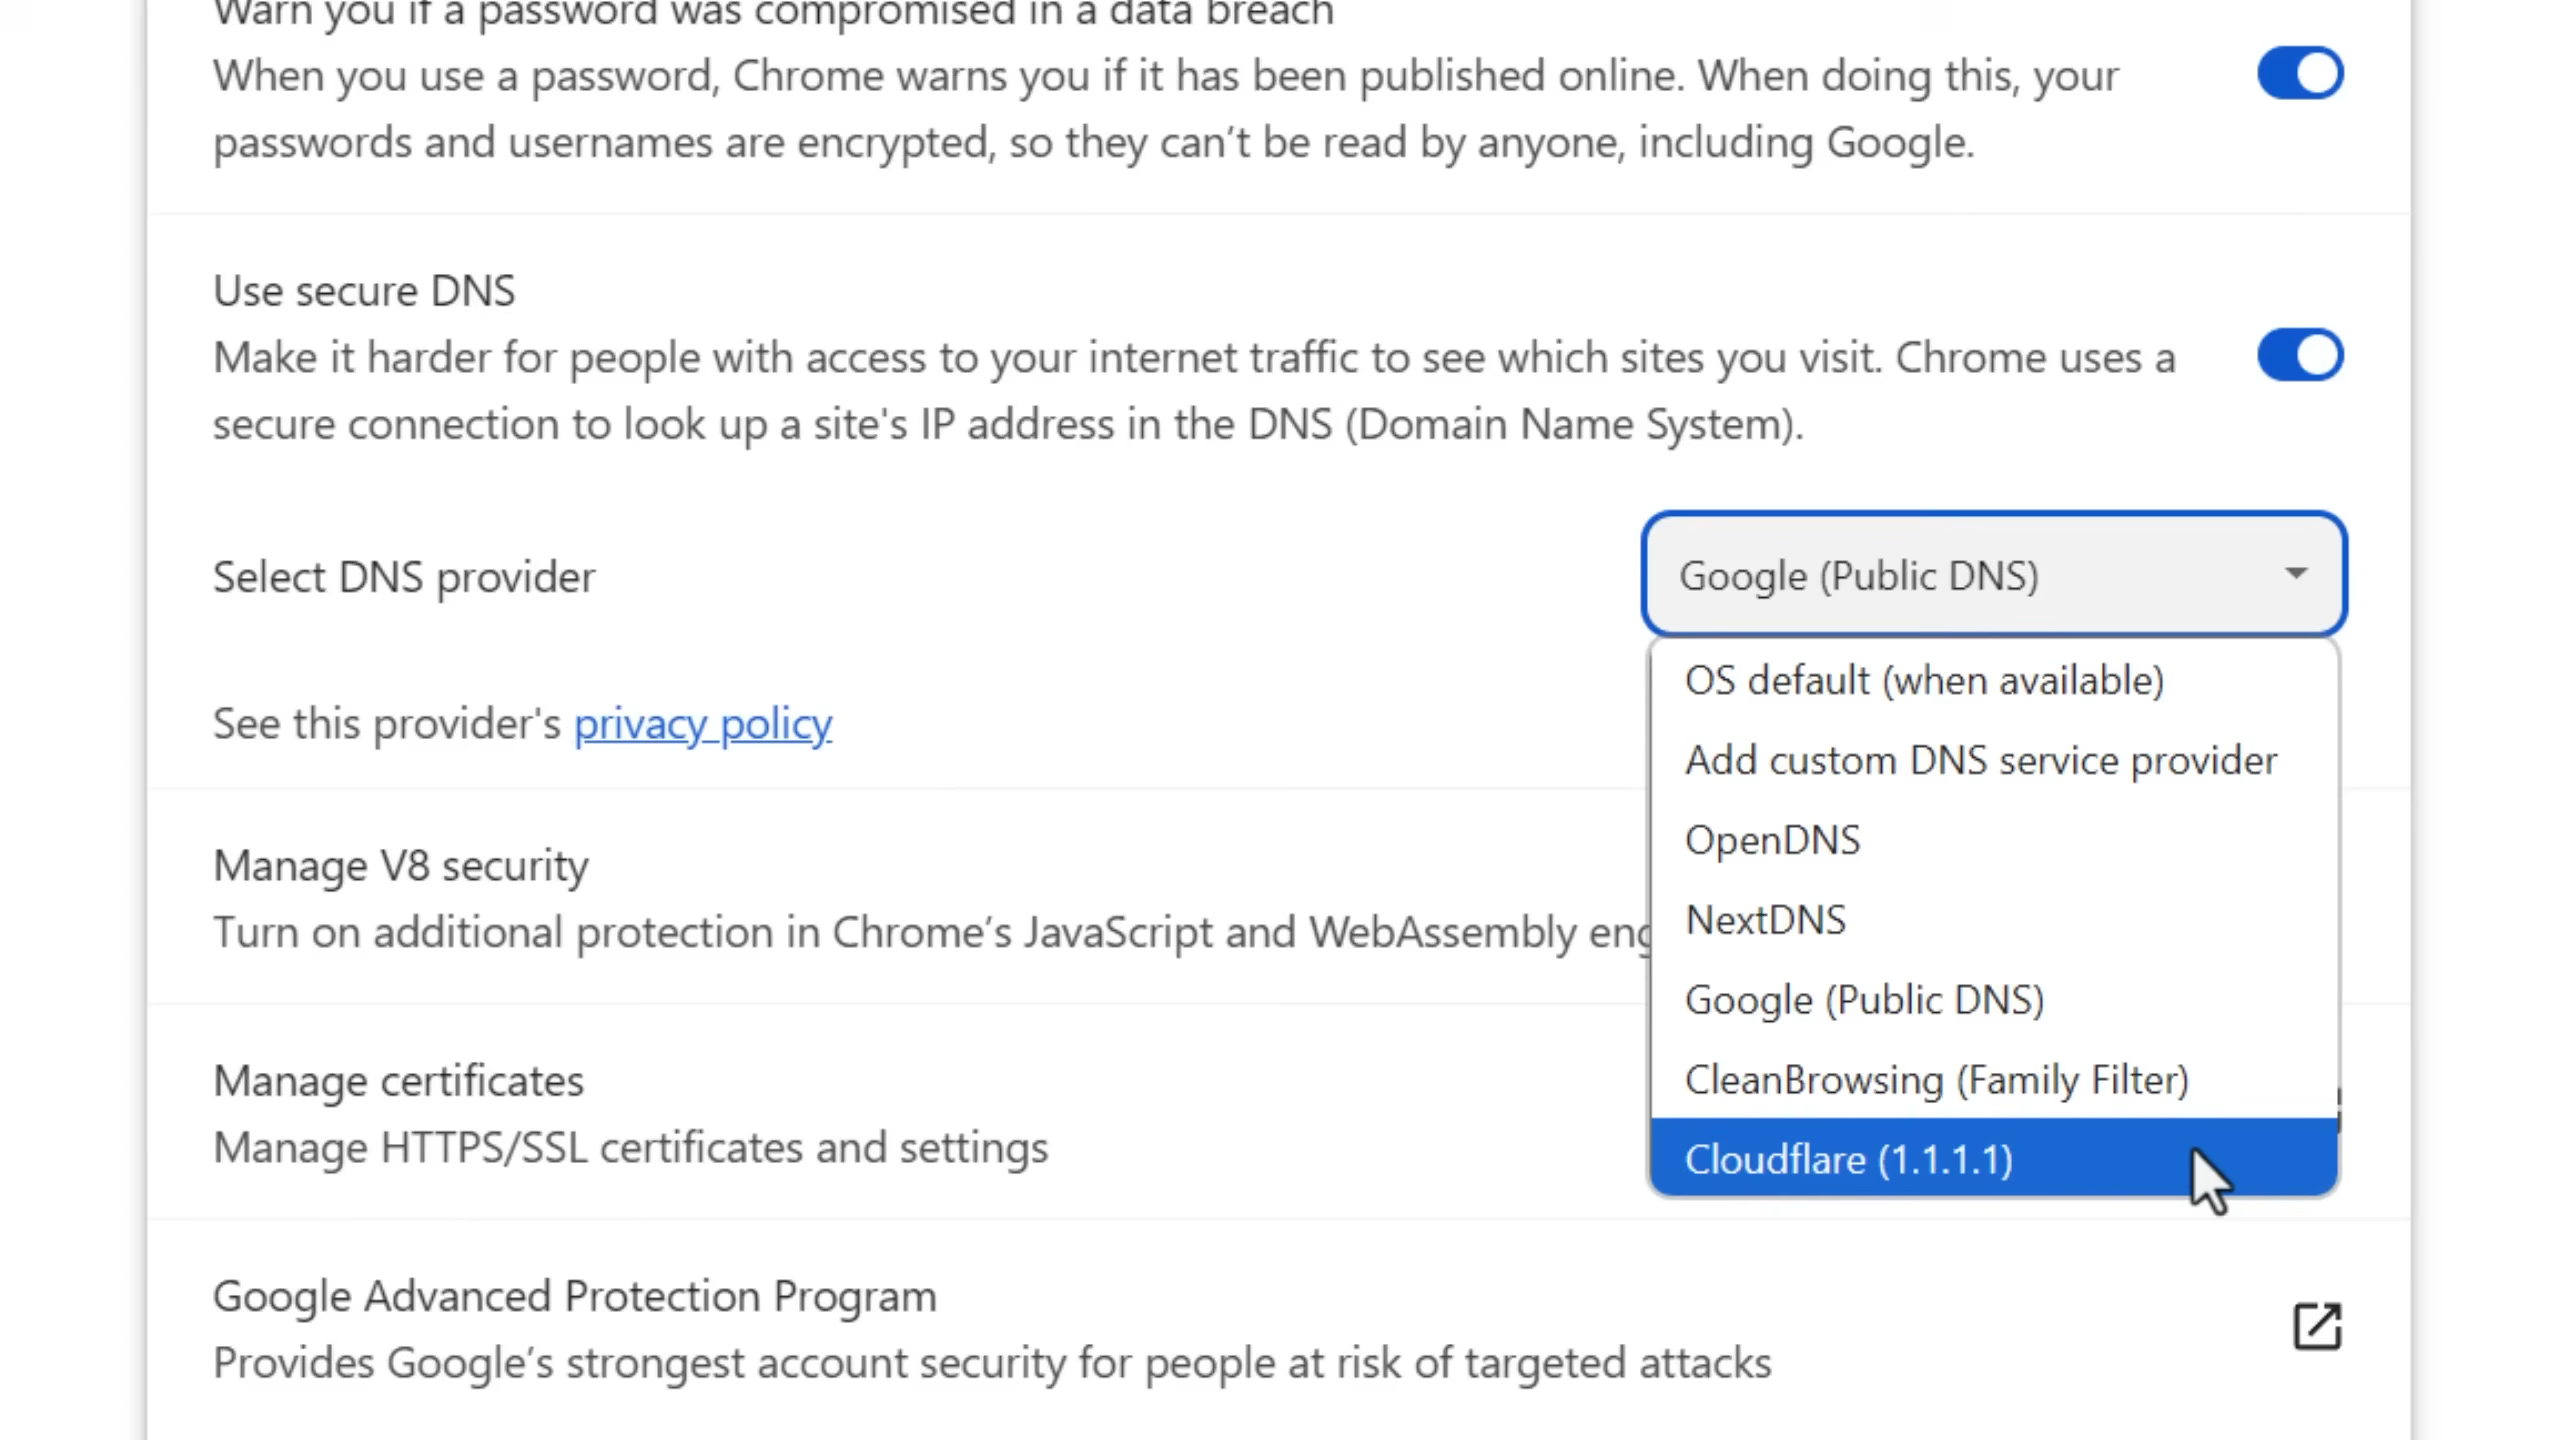 Warn you if a password was compromised in a data breach
When you use a password, Chrome warns you if it has been published online. When doing this, your
passwords and usernames are encrypted, so they can’t be read by anyone, including Google.
Use secure DNS
Make it harder for people with access to your internet traffic to see which sites you visit. Chrome uses a
secure connection to look up a site's IP address in the DNS (Domain Name System).
Select DNS provider
Google (Public DNS)
OS default (when available)
Add custom DNS service provider
OpenDNS
NextDNS
Google (Public DNS)
CleanBrowsing (Family Filter)
Cloudflare (1.1.1.1)
See this provider's privacy policy
Manage V8 security
Turn on additional protection in Chrome’s JavaScript and WebAssembly
Manage certificates
Manage HTTPS/SSL certificates and settings
Google Advanced Protection Program
Provides Google’s strongest account security for people at risk of targeted attacks